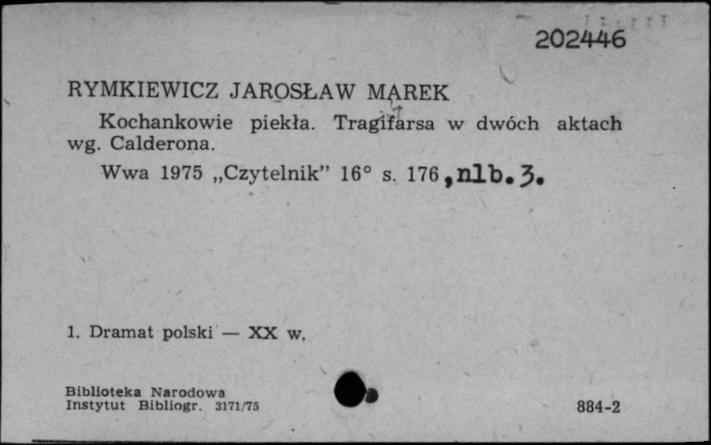 202446
RYMKIEWICZ JAROSŁAW MAREK
Kochankowie piekła. Tragifarsa w dwóch aktach
wg. Calderona.
Wwa 1975 „Czytelnik” 16° s. 176, nlb. 3.
1. Dramat polski — XX w.
Biblioteka Narodowa
Instytut Bibliogr. 3171/75
884-2